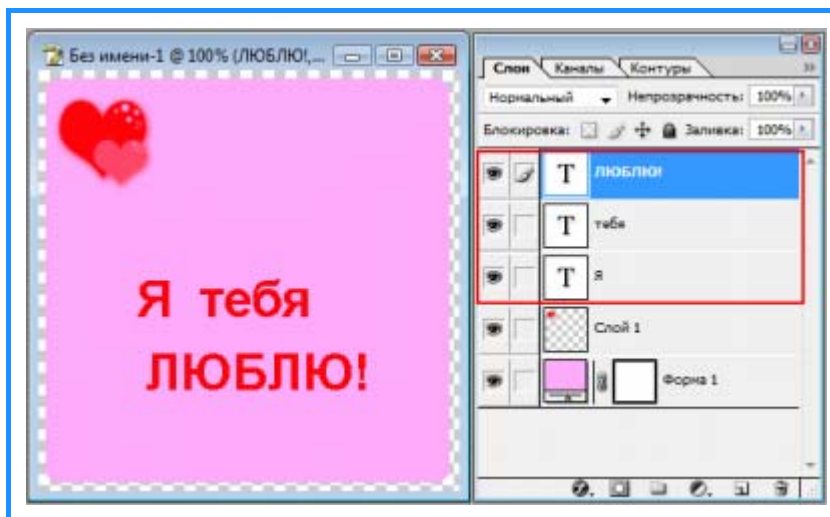 Без имени-1 @ 100% (ЛЮБЛЮ!,...
Я тебя
ЛЮБЛЮ!
Слои Каналы Контуры
Нормальный Непрозрачность: 100%
Блокировка: Заливка: 100%
T ЛЮБЛЮ!
T тебя
T Я
Слой 1
Форма 1